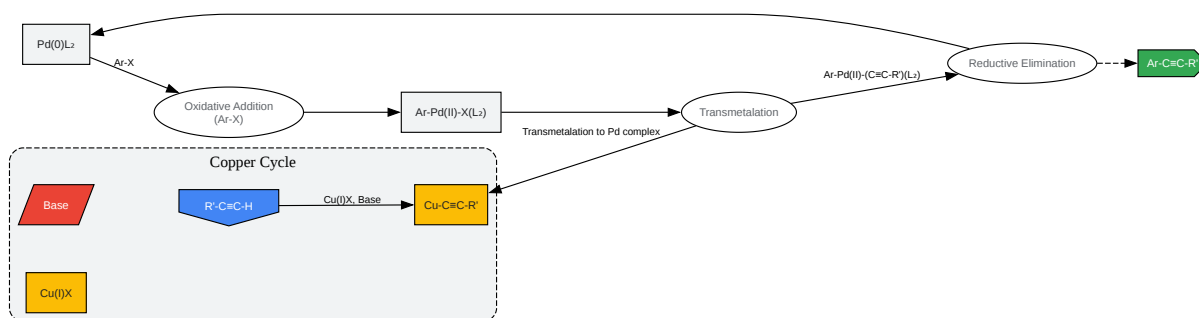 Pd(0)L₂
Ar-X
Oxidative Addition
(Ar-X)
Ar-Pd(II)-X(L₂)
Transmetalation
Ar-Pd(II)-(C≡C-R')(L₂)
Reductive Elimination
Ar-C≡C-R'
Transmetalation to Pd complex
Copper Cycle
Base
R'-C≡C-H
Cu(I)X, Base
Cu-C≡C-R'
Cu(I)X